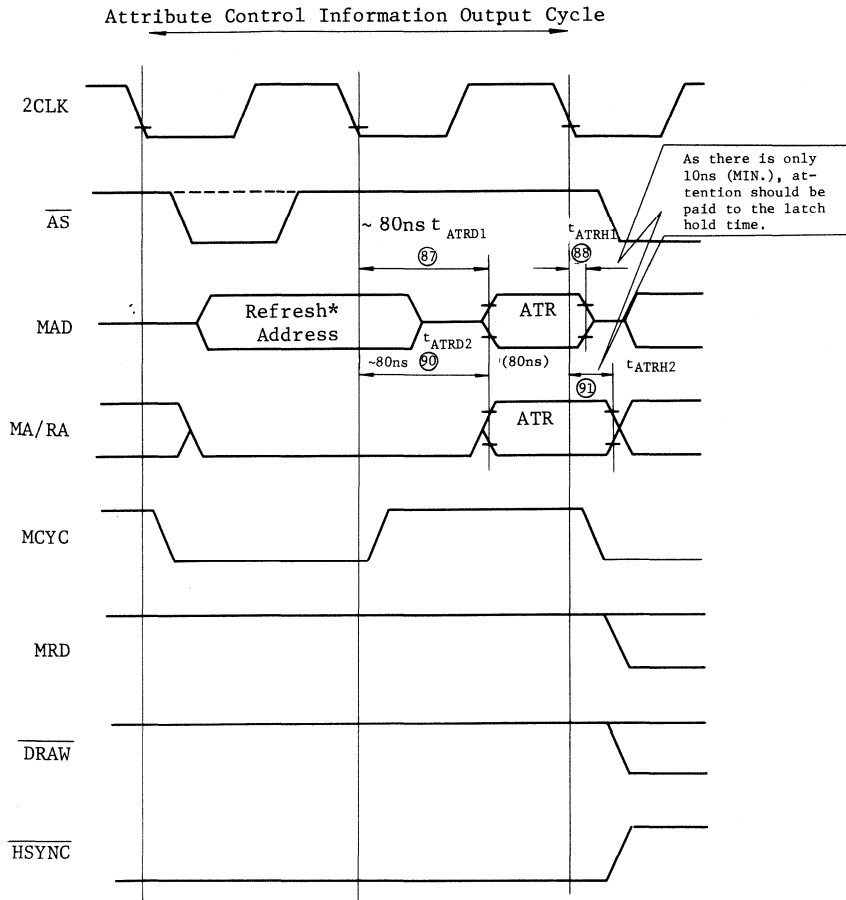 Attribute Control Information Output Cycle
2CLK
As there is only
10ns (MIN.), at-
tention should be
paid to the latch
hold time.
AS
~ 80ns t ATRD1
t ATRH1
87
88
MAD
Refresh*
Address
ATR
t ATRD2
~80ns 90
(80ns)
t ATRH2
91
MA/RA
ATR
MCYC
MRD
DRAW
HSYNC